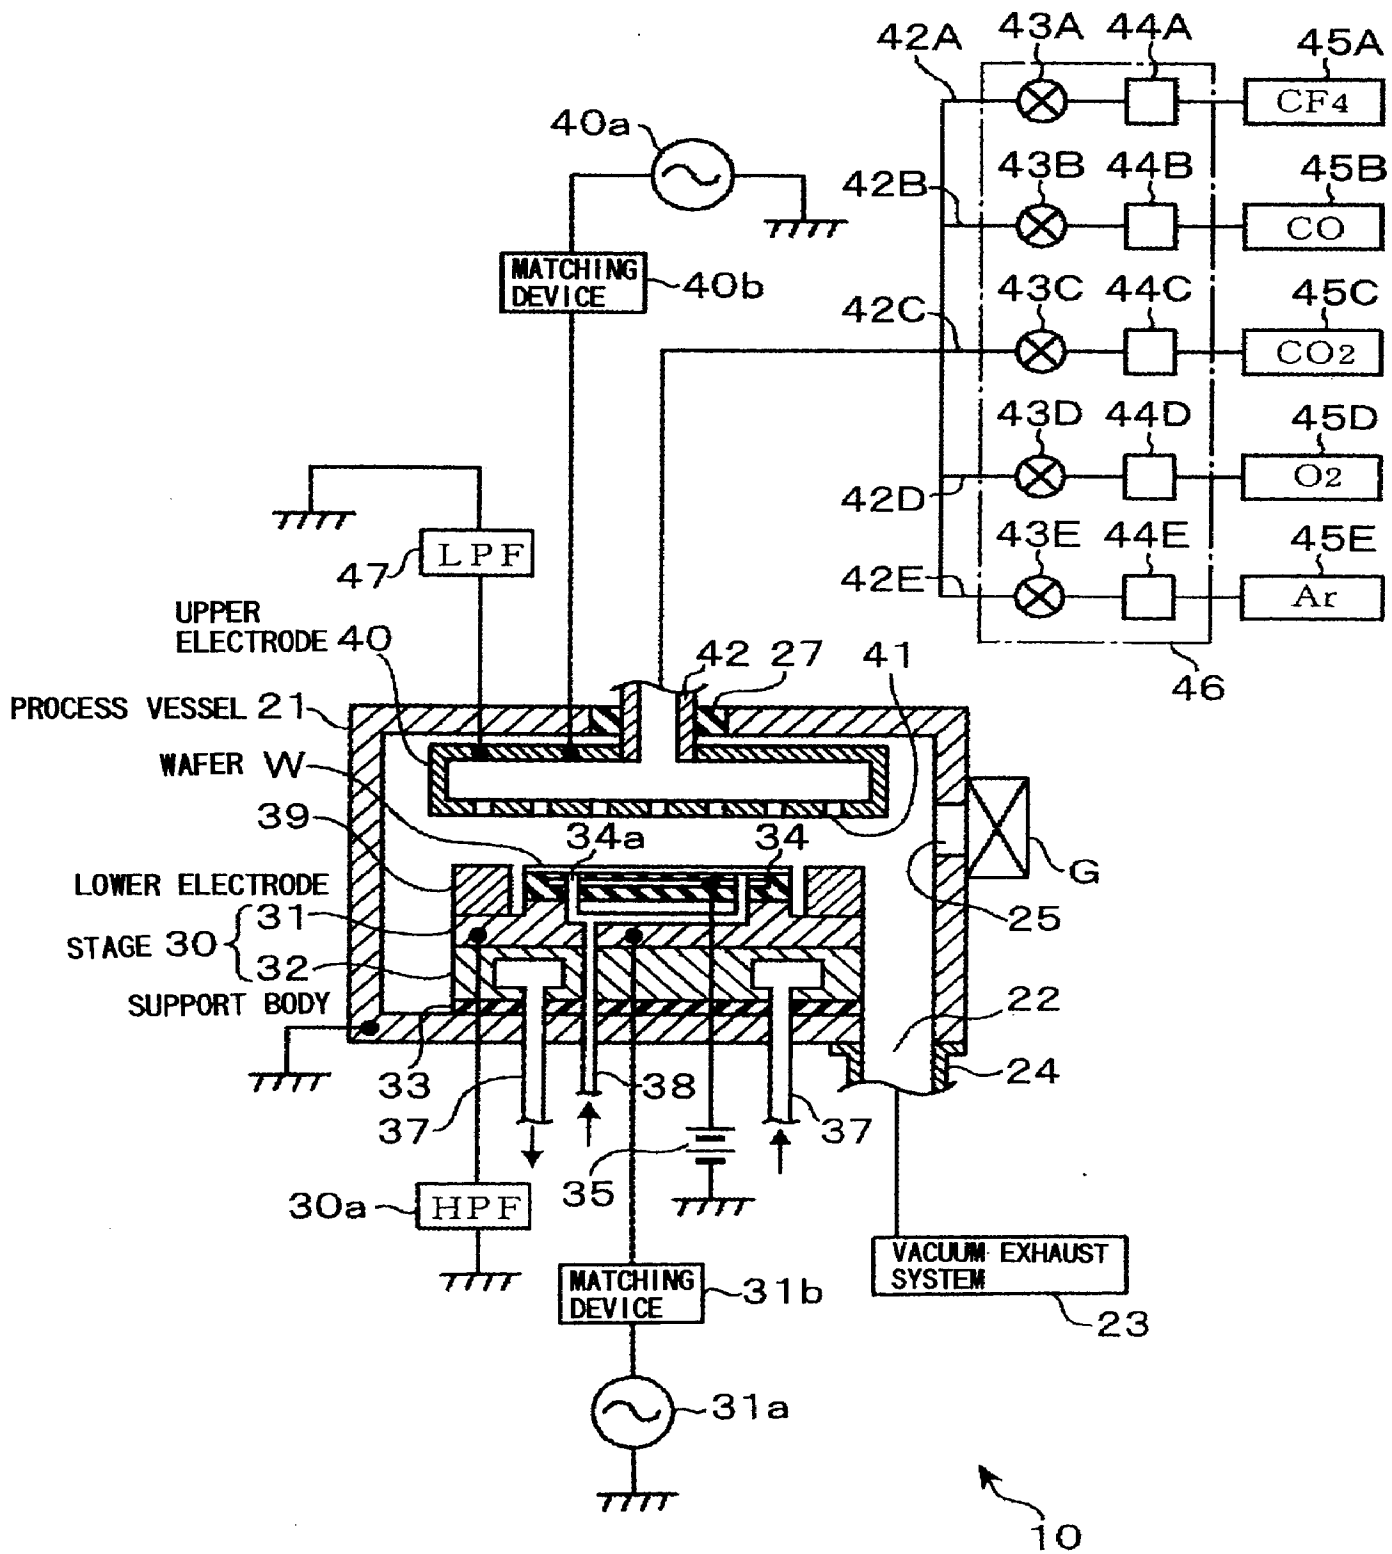 43A 44A 45A
42A
CF4
40a
43B 44B 45B
42B
CO
MATCHING
DEVICE
40b
43C 44C 45C
42C
CO2
43D 44D 45D
42D
O2
LPF
47
43E 44E 45E
42E
Ar
46
UPPER
ELECTRODE 40
42 27 41
PROCESS VESSEL 21
WAFER W
39
34a 34
G
LOWER ELECTRODE
31
25
STAGE 30
32
SUPPORT BODY
22
33 38 24
37 37
35
30a
HPF
VACUUM EXHAUST
SYSTEM
23
MATCHING
DEVICE
31b
31a
10